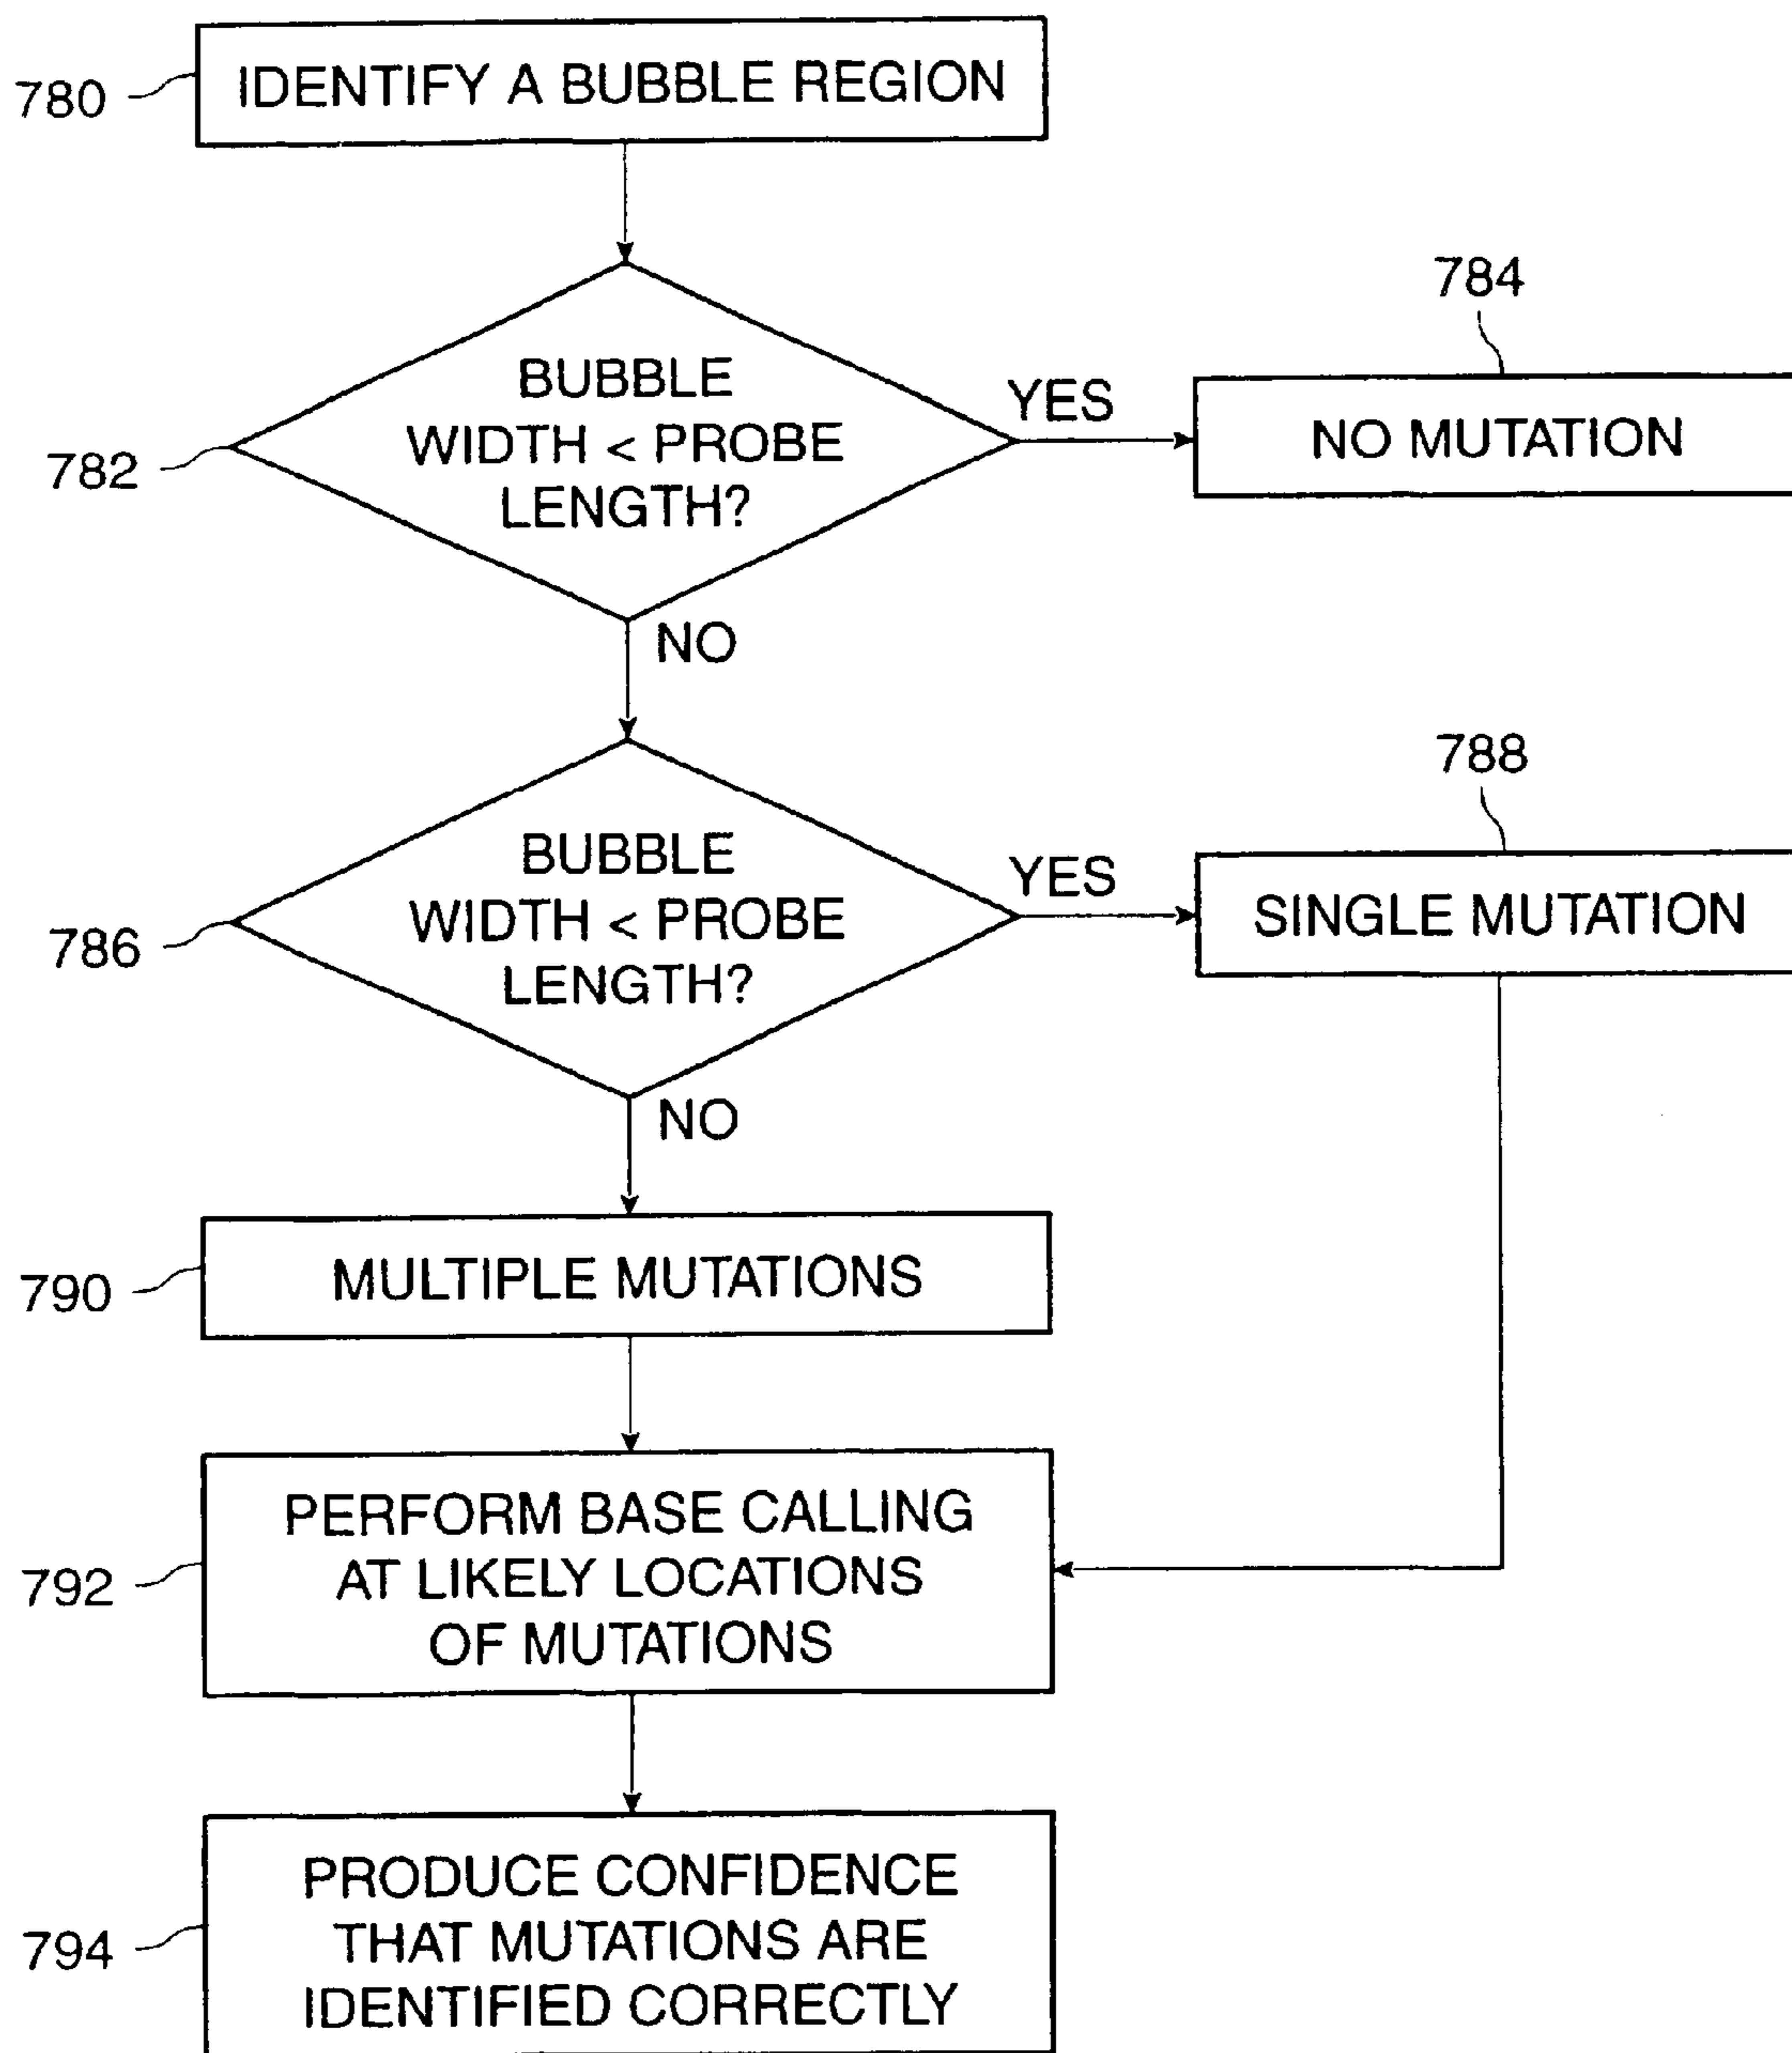 780
IDENTIFY A BUBBLE REGION
782
BUBBLE
WIDTH < PROBE
LENGTH?
YES
784
NO MUTATION
NO
786
BUBBLE
WIDTH < PROBE
LENGTH?
YES
788
SINGLE MUTATION
NO
790
MULTIPLE MUTATIONS
792
PERFORM BASE CALLING
AT LIKELY LOCATIONS
OF MUTATIONS
794
PRODUCE CONFIDENCE
THAT MUTATIONS ARE
IDENTIFIED CORRECTLY